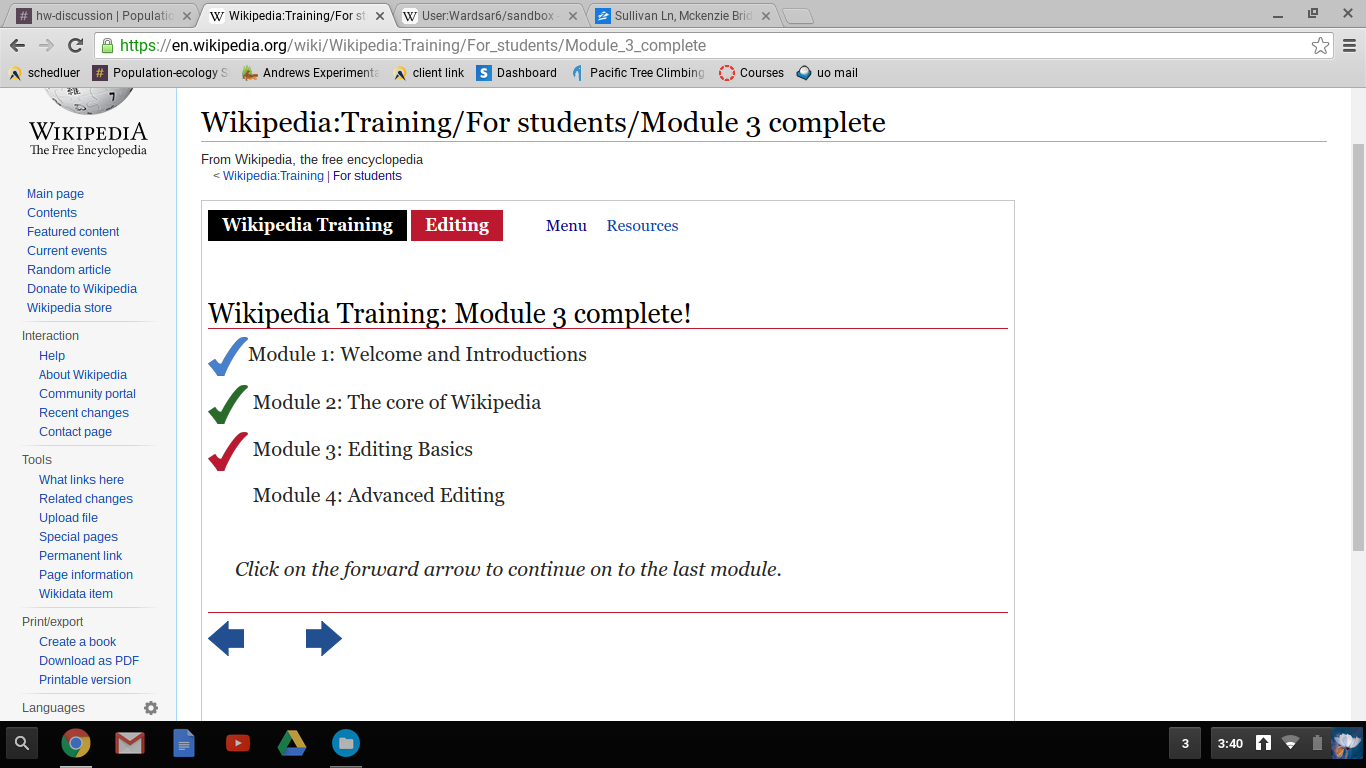 hw-discussion | Populatio
Wikipedia:Training/For st
User:Wardsar6/sandbox -
Sullivan Ln, Mckenzie Brid
https://en.wikipedia.org/wiki/Wikipedia:Training/For_students/Module_3_complete
schedluer
Population-ecology S
Andrews Experimenta
client link
Dashboard
Pacific Tree Climbing
Courses
uo mail
WIKIPEDIA
The Free Encyclopedia
Main page
Contents
Featured content
Current events
Random article
Donate to Wikipedia
Wikipedia store
Interaction
Help
About Wikipedia
Community portal
Recent changes
Contact page
Tools
What links here
Related changes
Upload file
Special pages
Permanent link
Page information
Wikidata item
Print/export
Create a book
Download as PDF
Printable version
Languages
Wikipedia:Training/For students/Module 3 complete
From Wikipedia, the free encyclopedia
< Wikipedia:Training | For students
Wikipedia Training Editing Menu Resources
Wikipedia Training: Module 3 complete!
Module 1: Welcome and Introductions
Module 2: The core of Wikipedia
Module 3: Editing Basics
Module 4: Advanced Editing
Click on the forward arrow to continue on to the last module.
3
3:40